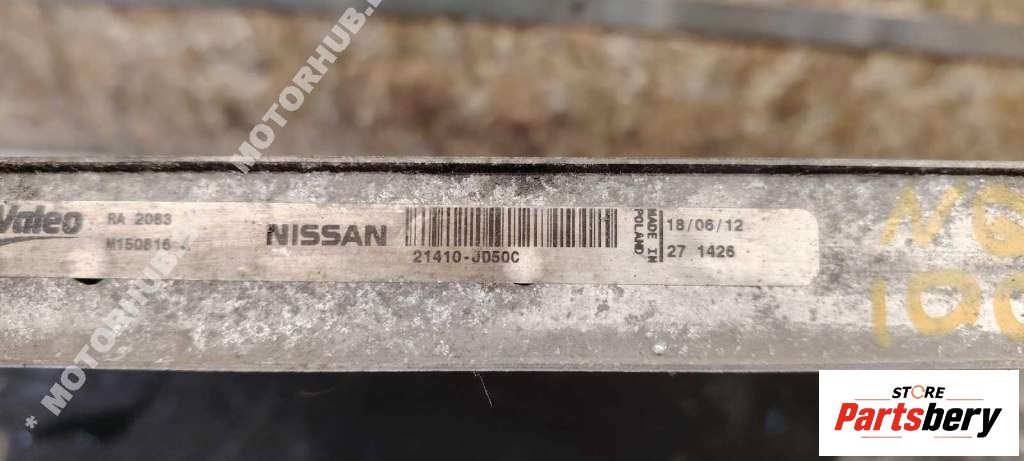 * MOTORHUB.
* MOTORHUB.
Valeo
RA 2083
M150816
NISSAN
21410-JD50C
MADE IN
POLAND
18/06/12
27 1426
100
STORE
Partsbery